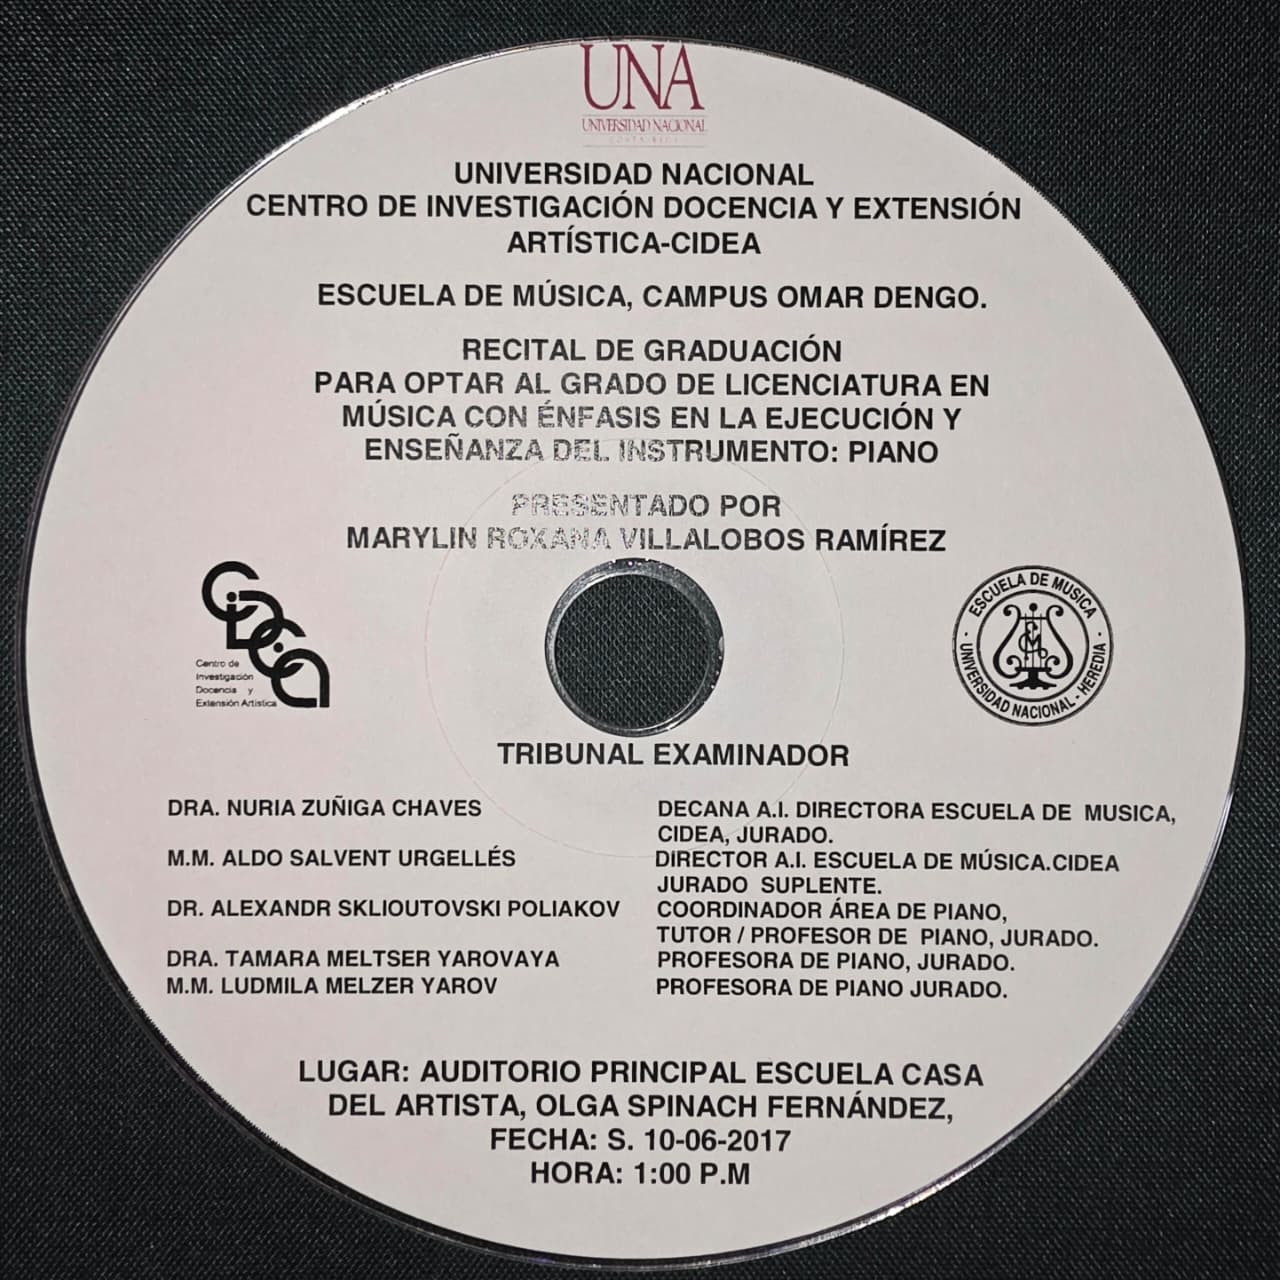 UNA
UNIVERSIDAD NACIONAL
COSTA RICA
UNIVERSIDAD NACIONAL
CENTRO DE INVESTIGACIÓN DOCENCIA Y EXTENSIÓN
ARTÍSTICA-CIDEA
ESCUELA DE MÚSICA, CAMPUS OMAR DENGO.
RECITAL DE GRADUACIÓN
PARA OPTAR AL GRADO DE LICENCIATURA EN
MÚSICA CON ÉNFASIS EN LA EJECUCIÓN Y
ENSEÑANZA DEL INSTRUMENTO: PIANO
PRESENTADO POR
MARYLIN ROXANA VILLALOBOS RAMÍREZ
CIDEA
Centro de
Investigación
Docencia y
Extensión Artística
ESCUELA DE MUSICA
UNIVERSIDAD NACIONAL - HEREDIA
TRIBUNAL EXAMINADOR
DRA. NURIA ZUÑIGA CHAVES DECANA A.I. DIRECTORA ESCUELA DE MUSICA,
CIDEA, JURADO.
M.M. ALDO SALVENT URGELLÉS DIRECTOR A.I. ESCUELA DE MÚSICA.CIDEA
JURADO SUPLENTE.
DR. ALEXANDR SKLIOUTOVSKI POLIAKOV COORDINADOR ÁREA DE PIANO,
TUTOR / PROFESOR DE PIANO, JURADO.
DRA. TAMARA MELTSER YAROVAYA PROFESORA DE PIANO, JURADO.
M.M. LUDMILA MELZER YAROV PROFESORA DE PIANO JURADO.
LUGAR: AUDITORIO PRINCIPAL ESCUELA CASA
DEL ARTISTA, OLGA SPINACH FERNÁNDEZ,
FECHA: S. 10-06-2017
HORA: 1:00 P.M